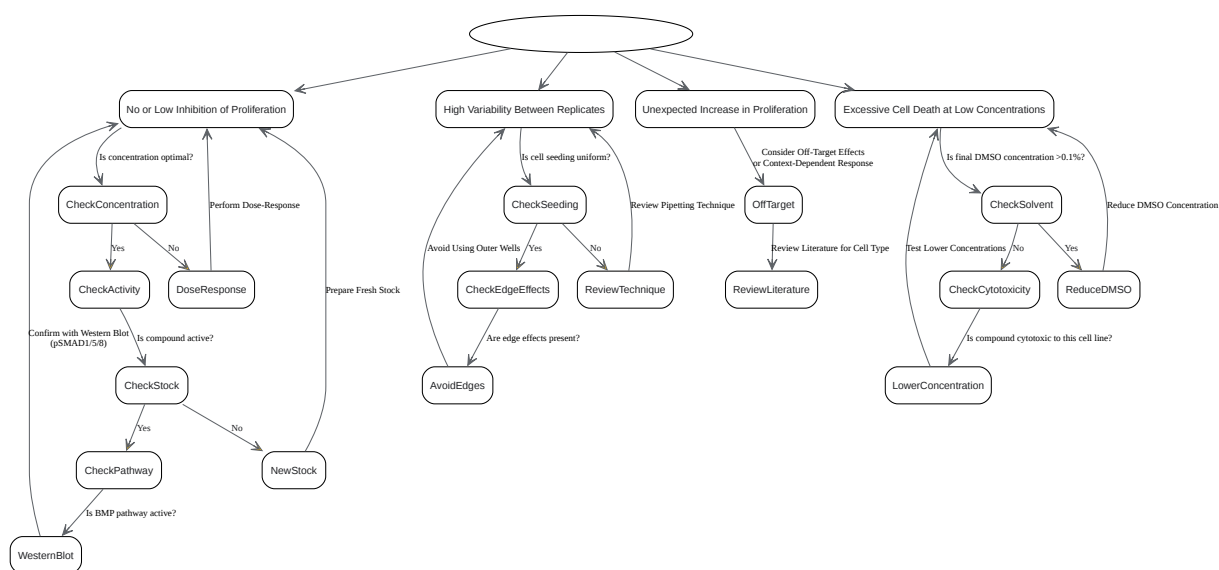 No or Low Inhibition of Proliferation
High Variability Between Replicates
Unexpected Increase in Proliferation
Excessive Cell Death at Low Concentrations
Is concentration optimal?
Is cell seeding uniform?
Consider Off-Target Effects
or Context-Dependent Response
Is final DMSO concentration >0.1%?
CheckConcentration
Perform Dose-Response
CheckSeeding
Review Pipetting Technique
OffTarget
CheckSolvent
Reduce DMSO Concentration
Yes
No
Avoid Using Outer Wells
Yes
No
Review Literature for Cell Type
Test Lower Concentrations
No
Yes
CheckActivity
DoseResponse
Prepare Fresh Stock
CheckEdgeEffects
ReviewTechnique
ReviewLiterature
CheckCytotoxicity
ReduceDMSO
Confirm with Western Blot
(pSMAD1/5/8)
Is compound active?
Are edge effects present?
Is compound cytotoxic to this cell line?
CheckStock
AvoidEdges
LowerConcentration
Yes
No
CheckPathway
NewStock
Is BMP pathway active?
WesternBlot